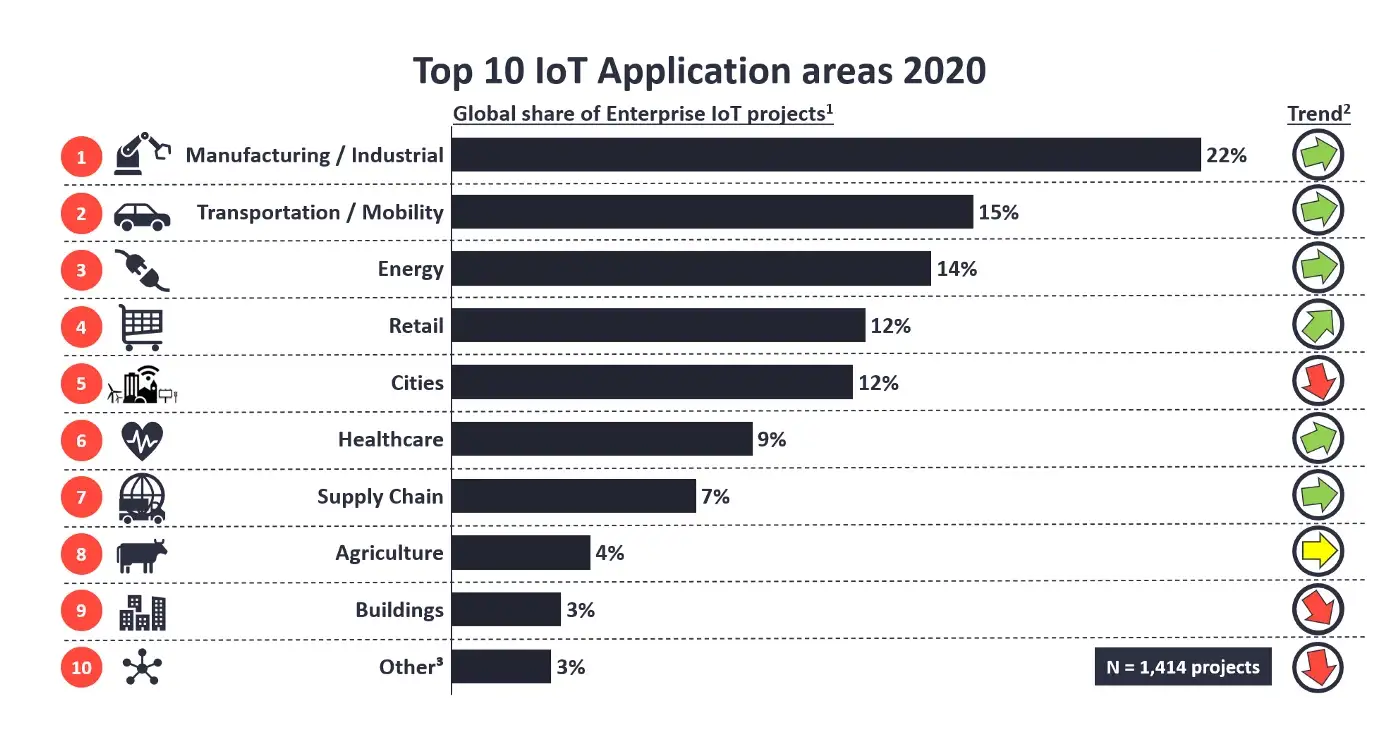 Top 10 IoT Application areas 2020
Global share of Enterprise IoT projects¹ Trend²
1 Manufacturing / Industrial 22%
2 Transportation / Mobility 15%
3 Energy 14%
4 Retail 12%
5 Cities 12%
6 Healthcare 9%
7 Supply Chain 7%
8 Agriculture 4%
9 Buildings 3%
10 Other³ 3% N = 1,414 projects